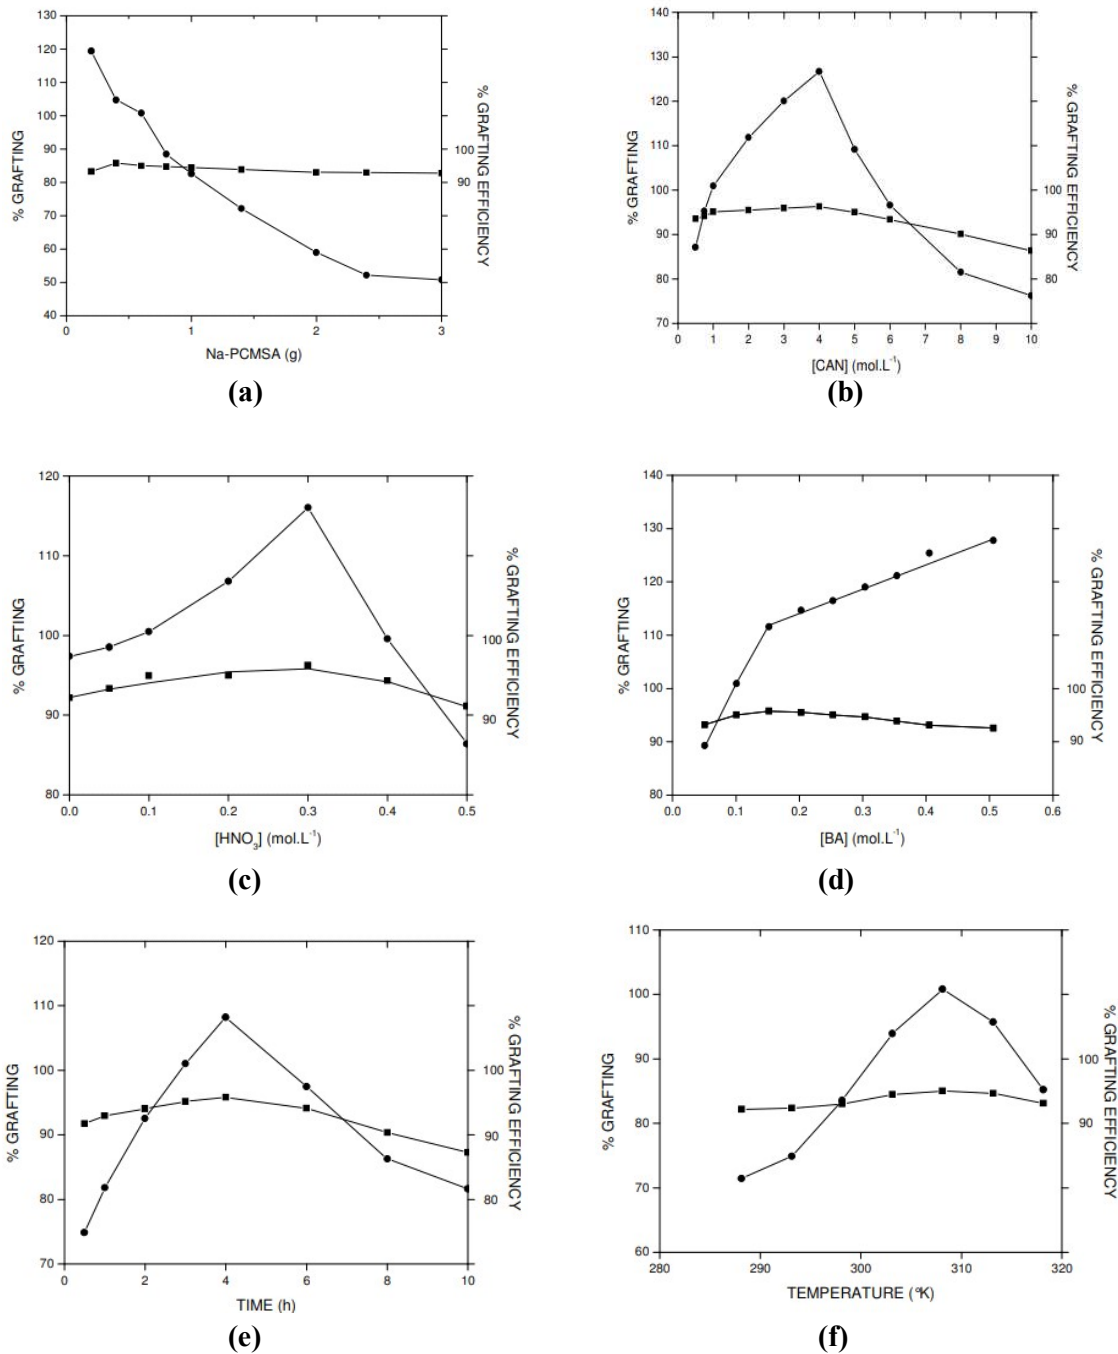 130
120
110
100
90
80
70
60
50
40
% GRAFTING
100
90
% GRAFTING EFFICIENCY
0
1
2
3
Na-PCMSA (g)
(a)
140
130
120
110
100
90
80
70
% GRAFTING
100
90
80
% GRAFTING EFFICIENCY
0 1 2 3 4 5 6 7 8 9 10
[CAN] (mol.L⁻¹)
(b)
120
110
100
90
80
% GRAFTING
100
90
% GRAFTING EFFICIENCY
0.0 0.1 0.2 0.3 0.4 0.5
[HNO₃] (mol.L⁻¹)
(c)
140
130
120
110
100
90
80
% GRAFTING
100
90
% GRAFTING EFFICIENCY
0.0 0.1 0.2 0.3 0.4 0.5 0.6
[BA] (mol.L⁻¹)
(d)
120
110
100
90
80
70
% GRAFTING
100
90
80
% GRAFTING EFFICIENCY
0 2 4 6 8 10
TIME (h)
(e)
110
100
90
80
70
60
% GRAFTING
100
90
% GRAFTING EFFICIENCY
280 290 300 310 320
TEMPERATURE (°K)
(f)